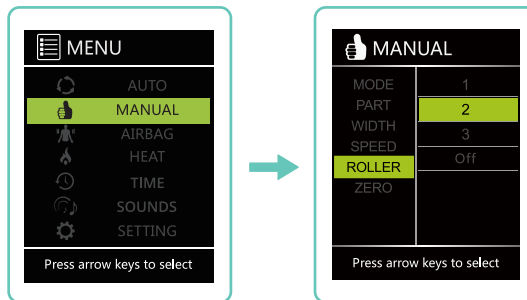 MENU
AUTO
MANUAL
AIRBAG
HEAT
TIME
SOUNDS
SETTING
Press arrow keys to select
MANUAL
MODE
PART
WIDTH
SPEED
ROLLER
ZERO
1
2
3
Off
Press arrow keys to select